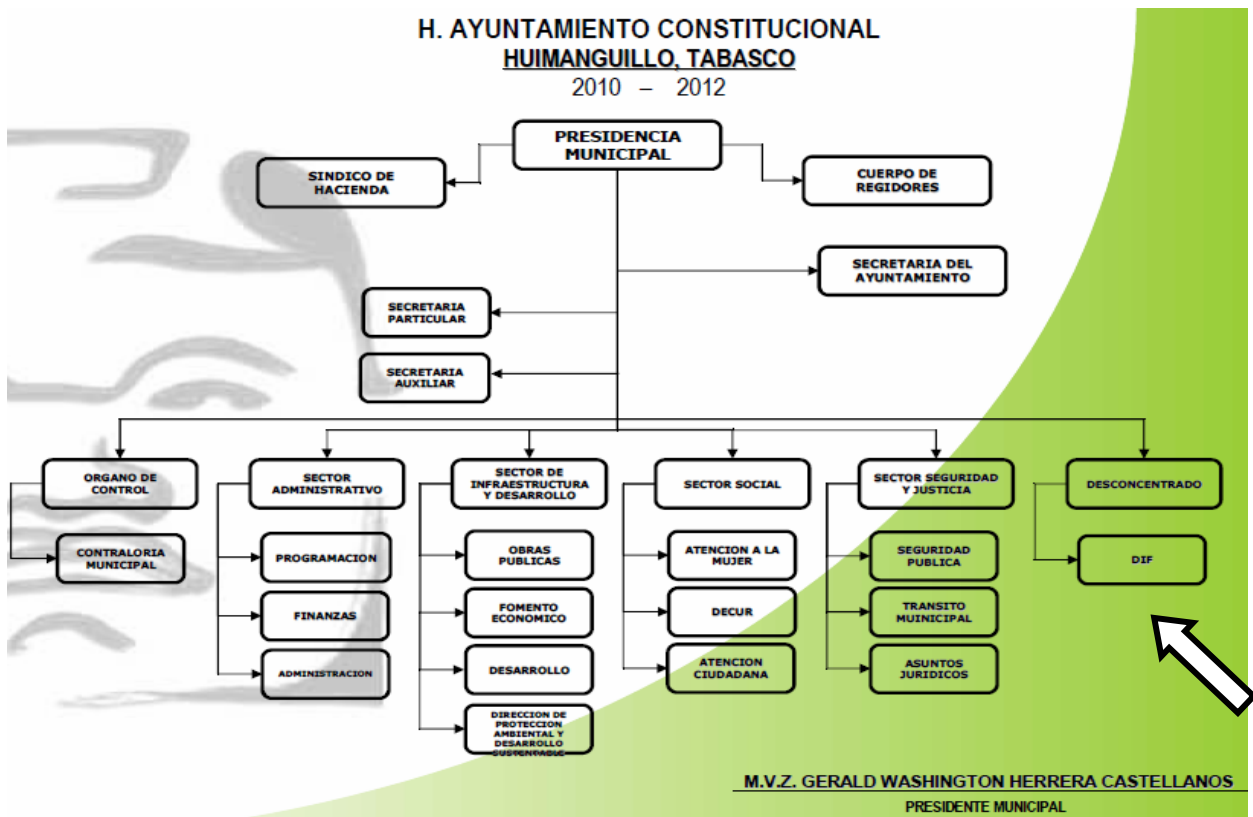 H. AYUNTAMIENTO CONSTITUCIONAL
HUIMANGUILLO, TABASCO
2010 – 2012
PRESIDENCIA
MUNICIPAL
SINDICO DE
HACIENDA
CUERPO DE
REGIDORES
SECRETARIA DEL
AYUNTAMIENTO
SECRETARIA
PARTICULAR
SECRETARIA
AUXILIAR
ORGANO DE
CONTROL
CONTRALORIA
MUNICIPAL
SECTOR
ADMINISTRATIVO
PROGRAMACION
FINANZAS
ADMINISTRACION
SECTOR DE
INFRAESTRUCTURA
Y DESARROLLO
OBRAS
PUBLICAS
FOMENTO
ECONOMICO
DESARROLLO
DIRECCION DE
PROTECCION
AMBIENTAL Y
DESARROLLO
SUSTENTABLE
SECTOR SOCIAL
ATENCION A LA
MUJER
DECUR
ATENCION
CIUDADANA
SECTOR SEGURIDAD
Y JUSTICIA
SEGURIDAD
PUBLICA
TRANSITO
MUINICIPAL
ASUNTOS
JURIDICOS
DESCONCENTRADO
DIF
M.V.Z. GERALD WASHINGTON HERRERA CASTELLANOS
PRESIDENTE MUNICIPAL